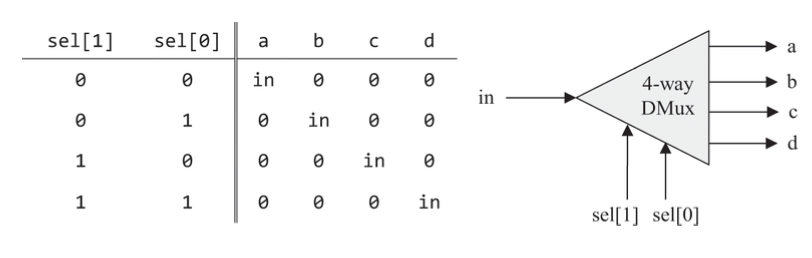 sel[1] sel[0] a b c d
0 0 in 0 0 0
0 1 0 in 0 0
1 0 0 0 in 0
1 1 0 0 0 in
in
4-way
DMux
a
b
c
d
sel[1] sel[0]